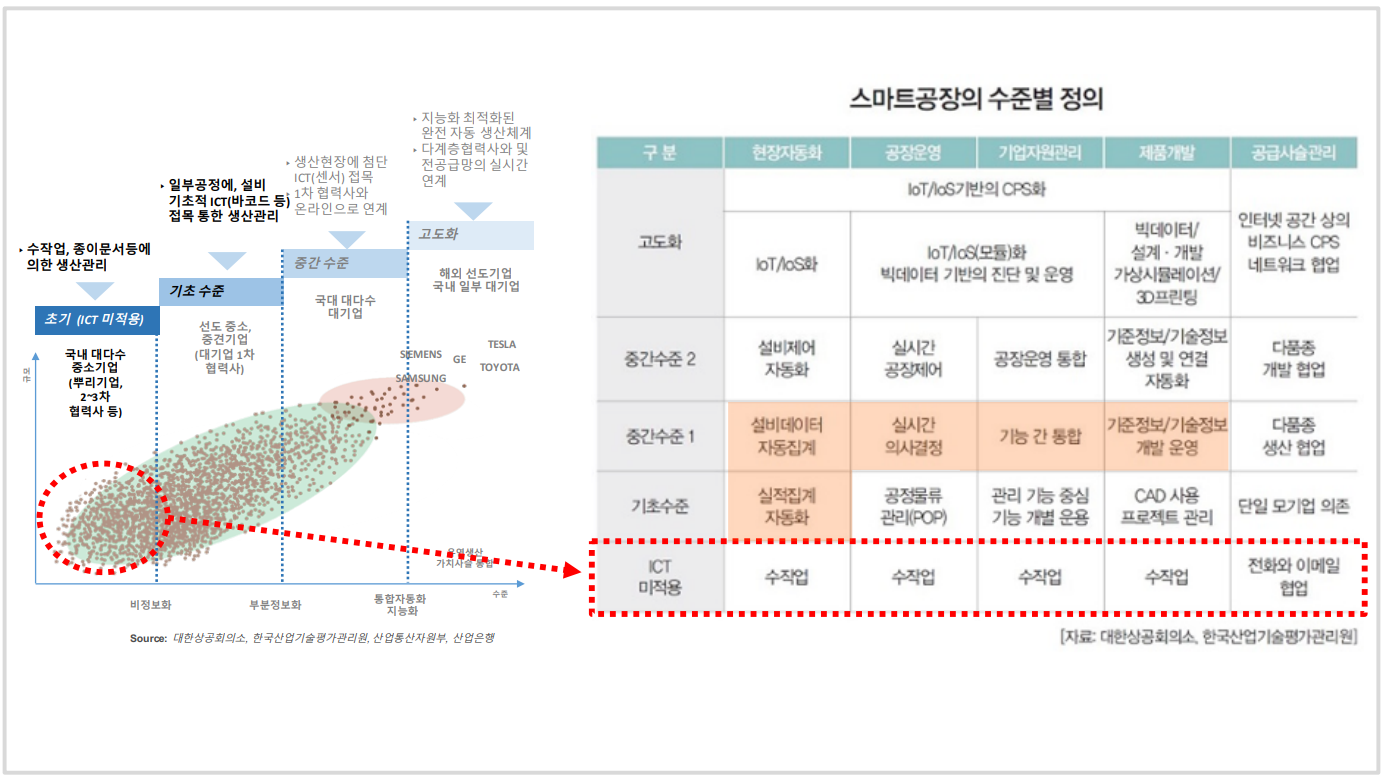 스마트공장의 수준별 정의
▸ 지능화 최적화된
완전 자동 생산체계
▸ 다계층협력사와 및
전공급망의 실시간
연계
▸ 생산현장에 첨단
ICT(센서) 접목
▸ 1차 협력사와
온라인으로 연계
▸ 일부공정에, 설비
기초적 ICT(바코드 등)
접목 통한 생산관리
▸ 수작업, 종이문서등에
의한 생산관리
고도화
중간 수준
기초 수준
초기 (ICT 미적용)
해외 선도기업
국내 일부 대기업
국대 대다수
대기업
선도 중소,
중견기업
(대기업 1차
협력사)
국내 대다수
중소기업
(뿌리기업,
2~3차
협력사 등)
TESLA
SIEMENS
GE
TOYOTA
SAMSUNG
가치사슬 통합
수준
비정보화
부분정보화
통합자동화
지능화
Source: 대한상공회의소, 한국산업기술평가관리원, 산업통산자원부, 산업은행
구 분 현장자동화 공장운영 기업자원관리 제품개발 공급사슬관리
고도화
IoT/IoS기반의 CPS화
IoT/IoS화
IoT/IoS(모듈)화
빅데이터 기반의 진단 및 운영
빅데이터/
설계 · 개발
가상시뮬레이션/
3D프린팅
인터넷 공간 상의
비즈니스 CPS
네트워크 협업
중간수준 2
설비제어
자동화
실시간
공장제어
공장운영 통합
기준정보/기술정보
생성 및 연결
자동화
다품종
개발 협업
중간수준 1
설비데이터
자동집계
실시간
의사결정
기능 간 통합
기준정보/기술정보
개발 운영
다품종
생산 협업
기초수준
실적집계
자동화
공정물류
관리(POP)
관리 기능 중심
기능 개별 운용
CAD 사용
프로젝트 관리
단일 모기업 의존
ICT
미적용
수작업
수작업
수작업
수작업
전화와 이메일
협업
[자료: 대한상공회의소, 한국산업기술평가관리원]